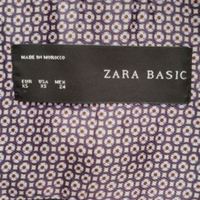 MADE IN MOROCCO
ZARA BASIC
EUR USA MEX
XS XS 24